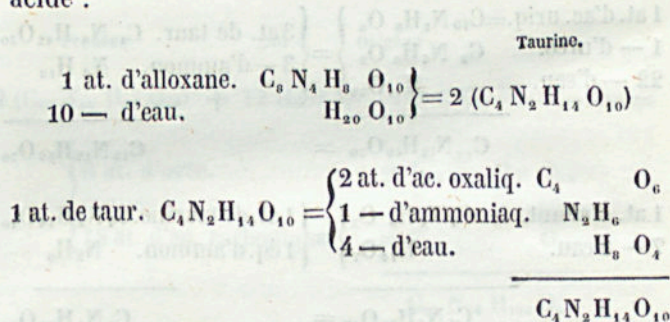 acide :
Taurine.
1 at. d'alloxane. C₈ N₄ H₈ O₁₀
10 — d'eau. H₂₀ O₁₀ } = 2 (C₄ N₂ H₁₄ O₁₀)
2 at. d'ac. oxaliq. C₄ O₆
1 at. de taur. C₄ N₂ H₁₄ O₁₀ = { 1 — d'ammoniaq. N₂ H₆
4 — d'eau. H₈ O₄
C₄ N₂ H₁₄ O₁₀